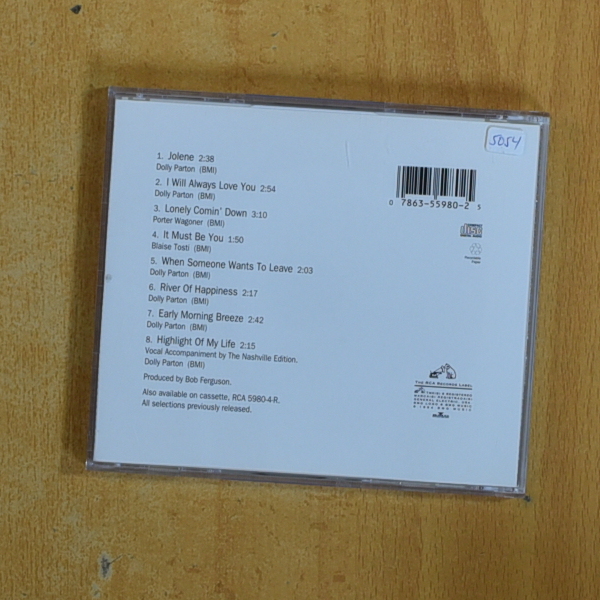 1. Jolene 2:38
Dolly Parton (BMI)
2. I Will Always Love You 2:54
Dolly Parton (BMI)
3. Lonely Comin' Down 3:10
Porter Wagoner (BMI)
4. It Must Be You 1:50
Blaise Tosti (BMI)
5. When Someone Wants To Leave 2:03
Dolly Parton (BMI)
6. River Of Happiness 2:17
Dolly Parton (BMI)
7. Early Morning Breeze 2:42
Dolly Parton (BMI)
8. Highlight Of My Life 2:15
Vocal Accompaniment by The Nashville Edition.
Dolly Parton (BMI)
Produced by Bob Ferguson.
Also available on cassette, RCA 5980-4-R.
All selections previously released.
5054
0 7863-55980-2 5
THE RCA RECORDS LABEL